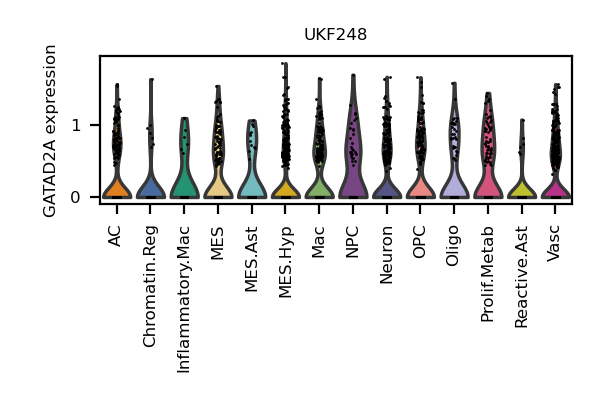 UKF248
GATAD2A expression
1
0
AC
Chromatin.Reg
Inflammatory.Mac
MES
MES.Ast
MES.Hyp
Mac
NPC
Neuron
OPC
Oligo
Prolif.Metab
Reactive.Ast
Vasc